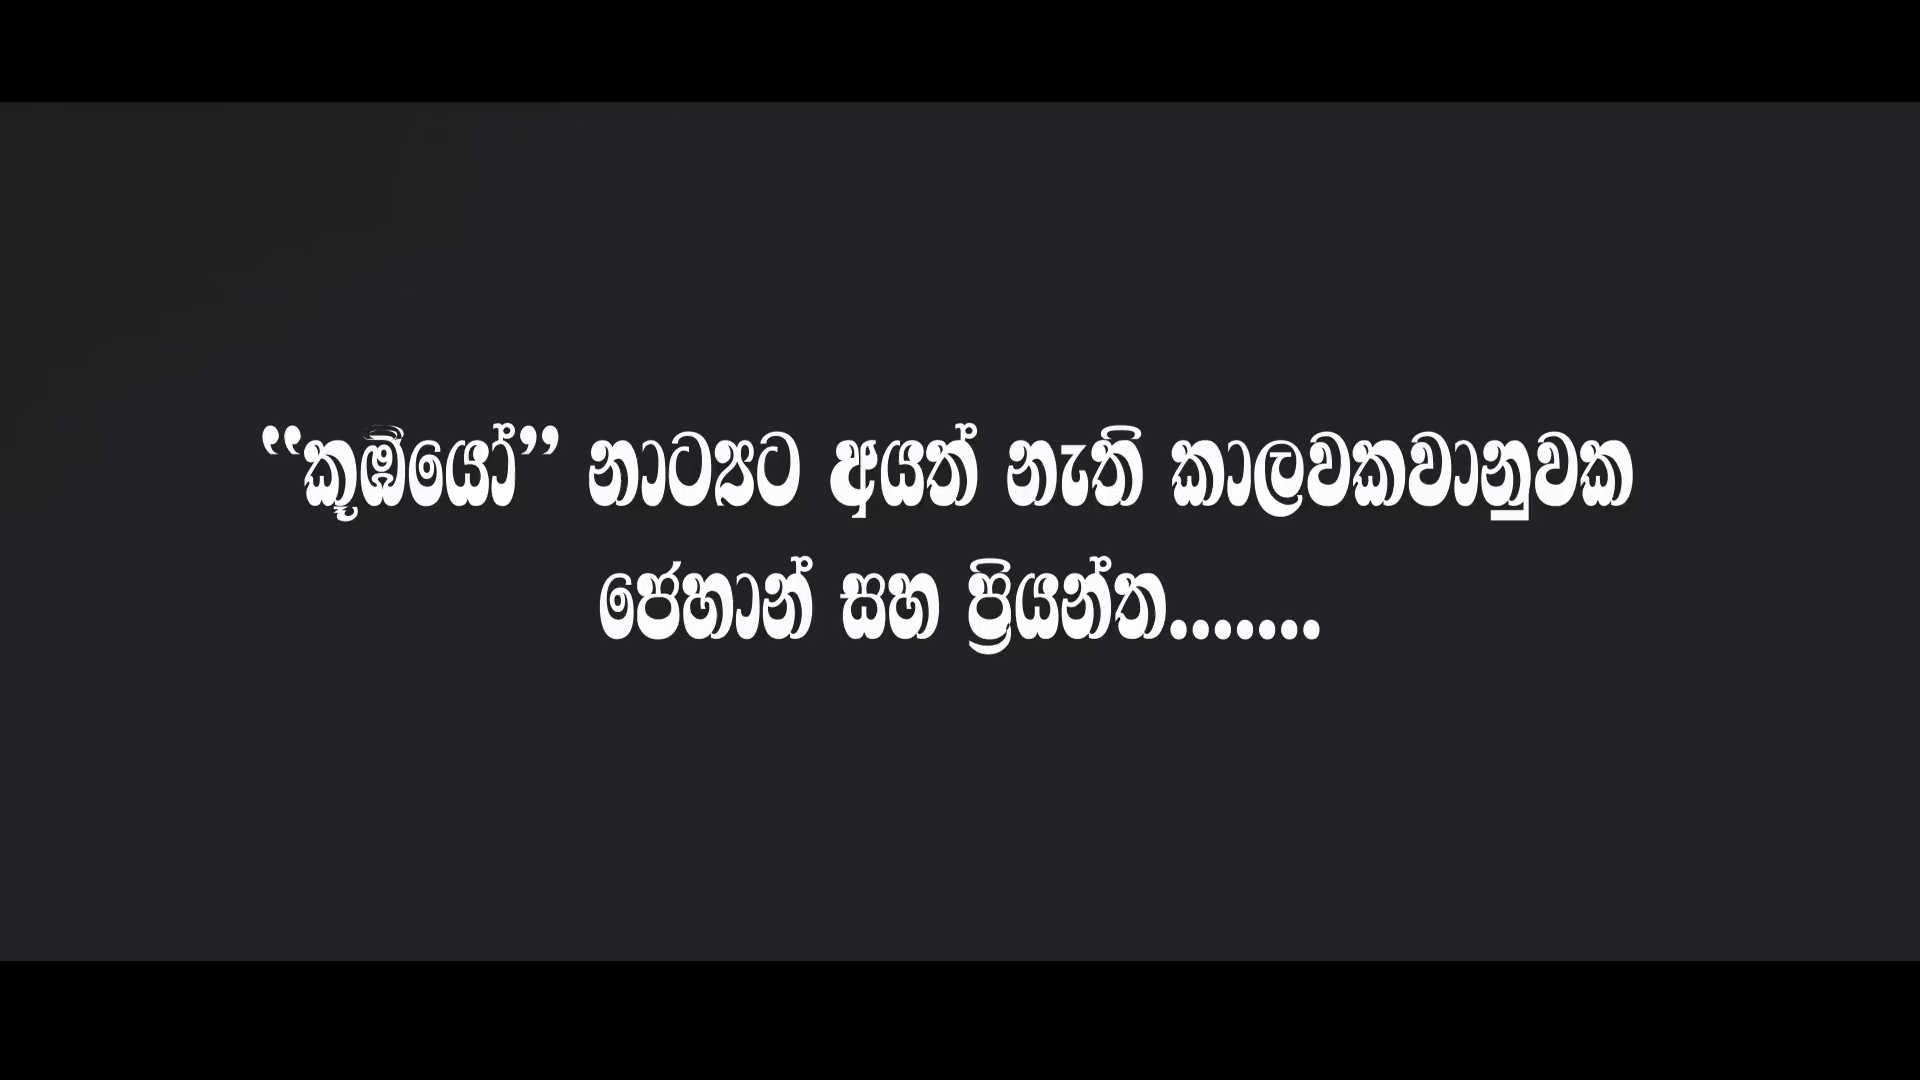 “කූඹියෝ” නාට්‍යට අයත් නැති කාලවකවානුවක
ජෙහාන් සහ ප්‍රියන්ත.......